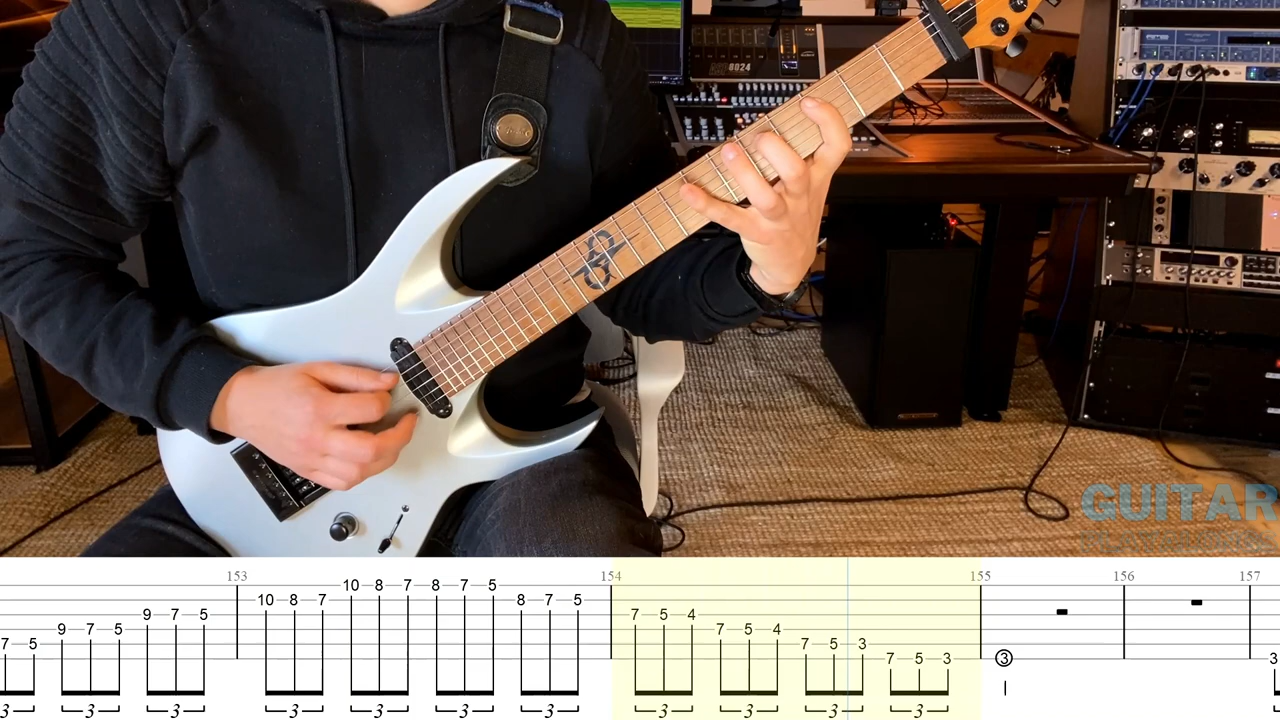 8024
GUITAR
153 154 155 156 157
10 8 7 8 7 5
10 8 7 8 7 5
9 7 5 7 5 4
9 7 5 7 5 4
7 5 7 5 3
7 5 3 3 3
3 3 3 3 3 3 3 3 3 3 3